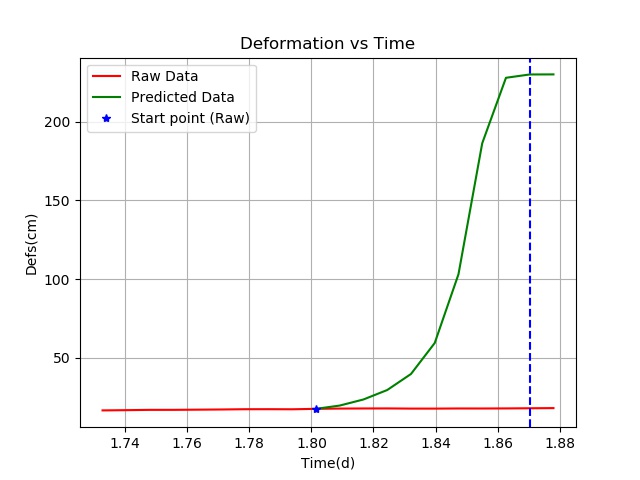 Deformation vs Time
Raw Data
Predicted Data
Start point (Raw)
Defs(cm)
200
150
100
50
1.74 1.76 1.78 1.80 1.82 1.84 1.86 1.88
Time(d)